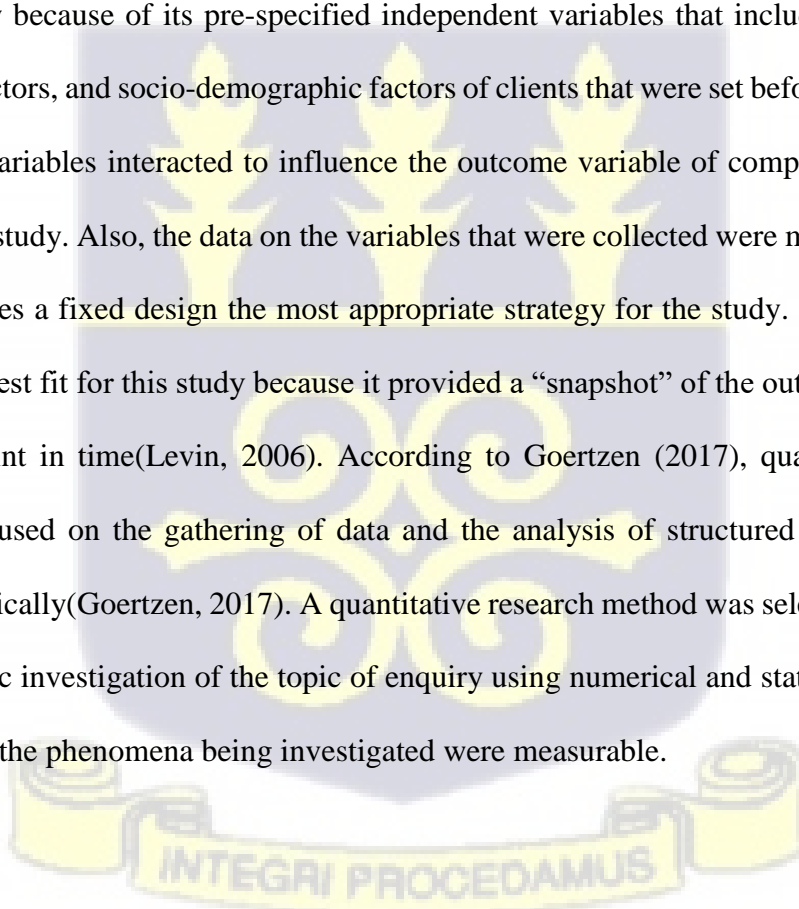 because of its pre-specified independent variables that include
ctors, and socio-demographic factors of clients that were set befo
ariables interacted to influence the outcome variable of comp
study. Also, the data on the variables that were collected were m
es a fixed design the most appropriate strategy for the study.
est fit for this study because it provided a “snapshot” of the out
nt in time(Levin, 2006). According to Goertzen (2017), qua
used on the gathering of data and the analysis of structured
ically(Goertzen, 2017). A quantitative research method was sele
c investigation of the topic of enquiry using numerical and stat
the phenomena being investigated were measurable.
INTEGRI PROCEDAMUS